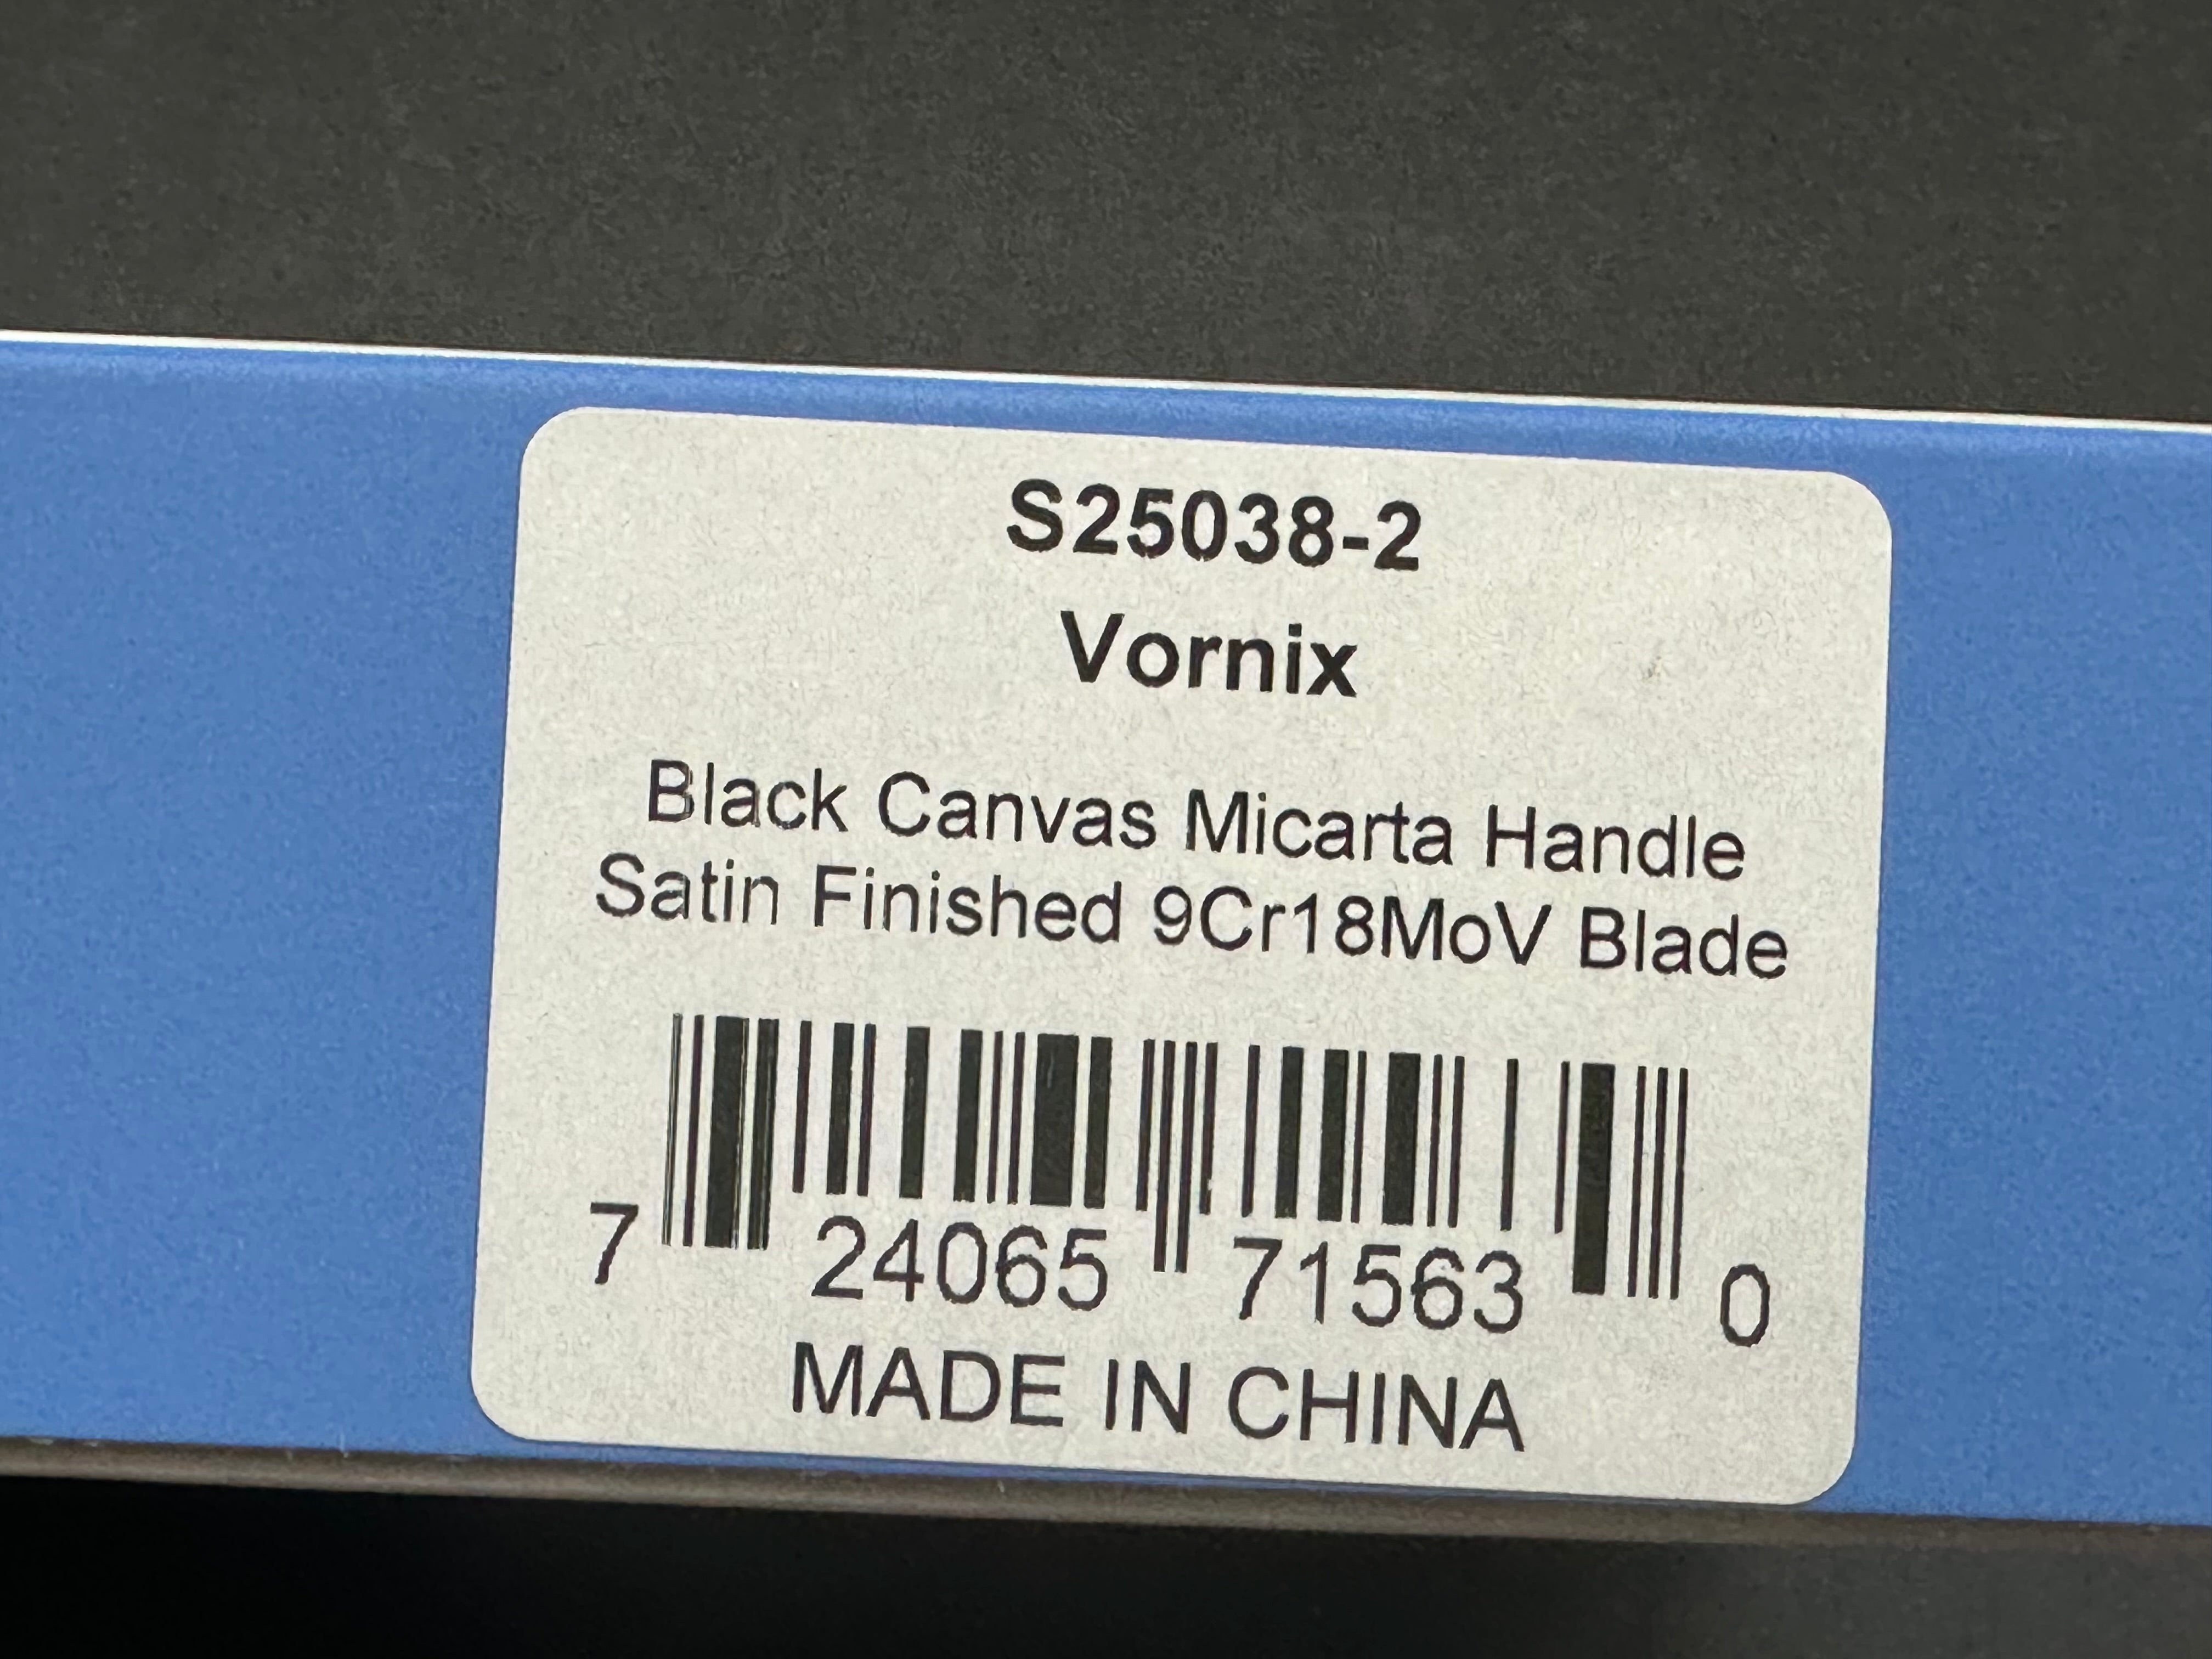 S25038-2
Vornix
Black Canvas Micarta Handle
Satin Finished 9Cr18MoV Blade
7 24065 71563 0
MADE IN CHINA